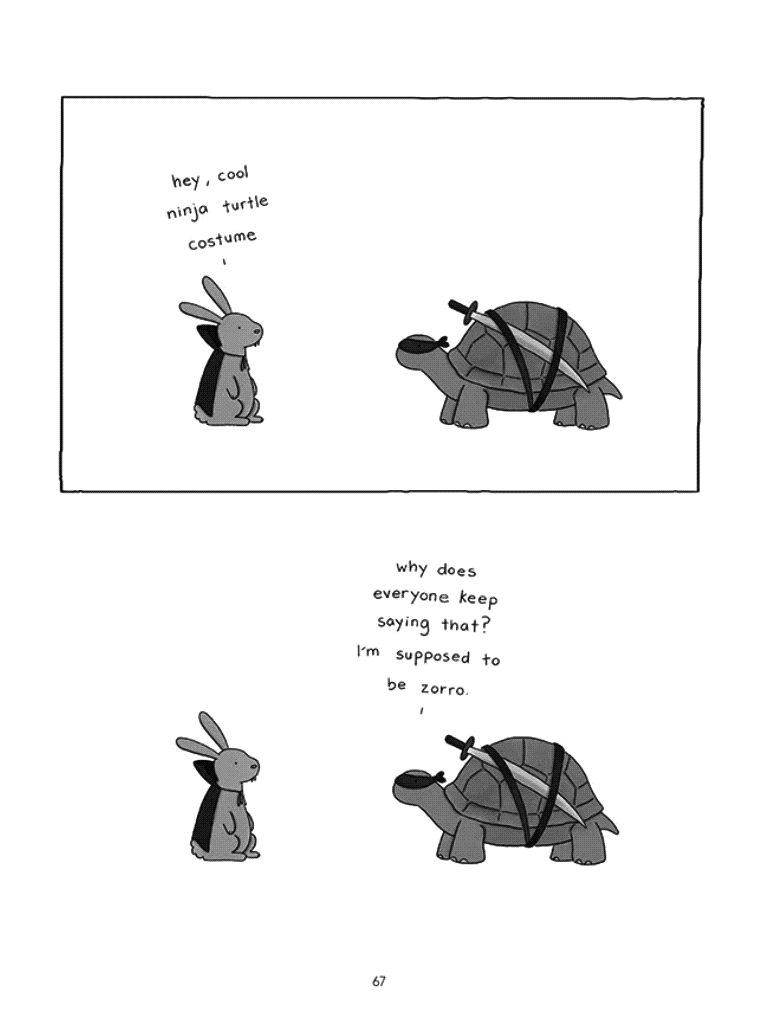 hey, cool
ninja turtle
costume
why does
everyone keep
saying that?
I'm supposed to
be zorro.
67